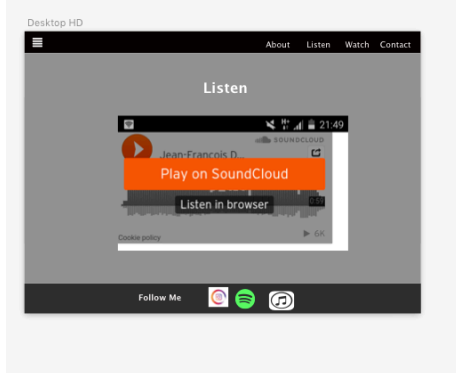 Desktop HD
About Listen Watch Contact
Listen
21:49
SOUNDCLOUD
Jean-François D...
Play on SoundCloud
Listen in browser
Cookie policy
6K
Follow Me